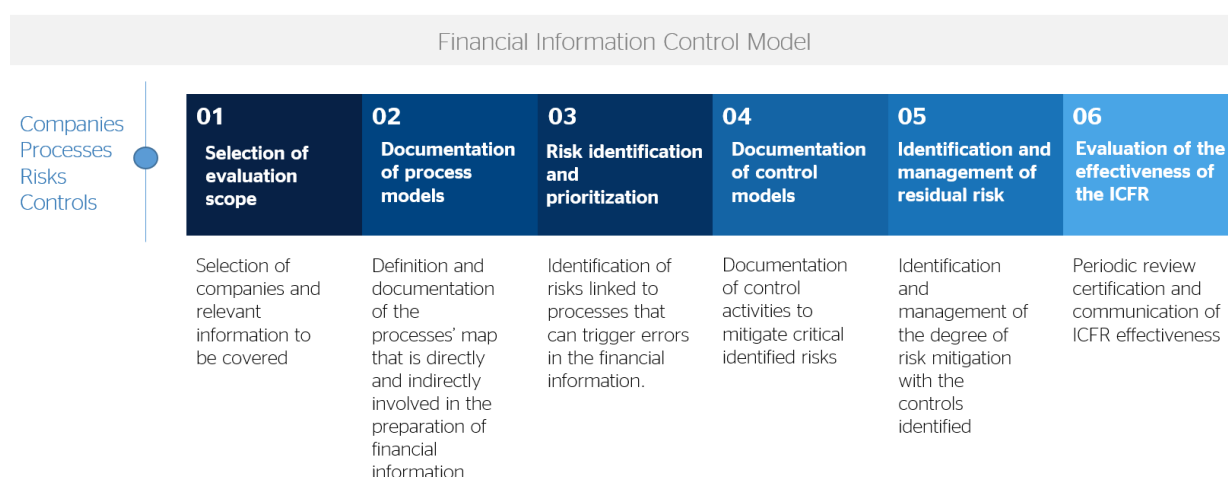 Financial Information Control Model
Companies
Processes
Risks
Controls
01
Selection of
evaluation
scope
Selection of
companies and
relevant
information to
be covered
02
Documentation
of process
models
Definition and
documentation
of the
processes’ map
that is directly
and indirectly
involved in the
preparation of
financial
information
03
Risk identification
and
prioritization
Identification of
risks linked to
processes that
can trigger errors
in the financial
information.
04
Documentation
of control
models
Documentation
of control
activities to
mitigate critical
identified risks
05
Identification and
management of
residual risk
Identification
and
management of
the degree of
risk mitigation
with the
controls
identified
06
Evaluation of the
effectiveness of
the ICFR
Periodic review
certification and
communication of
ICFR effectiveness